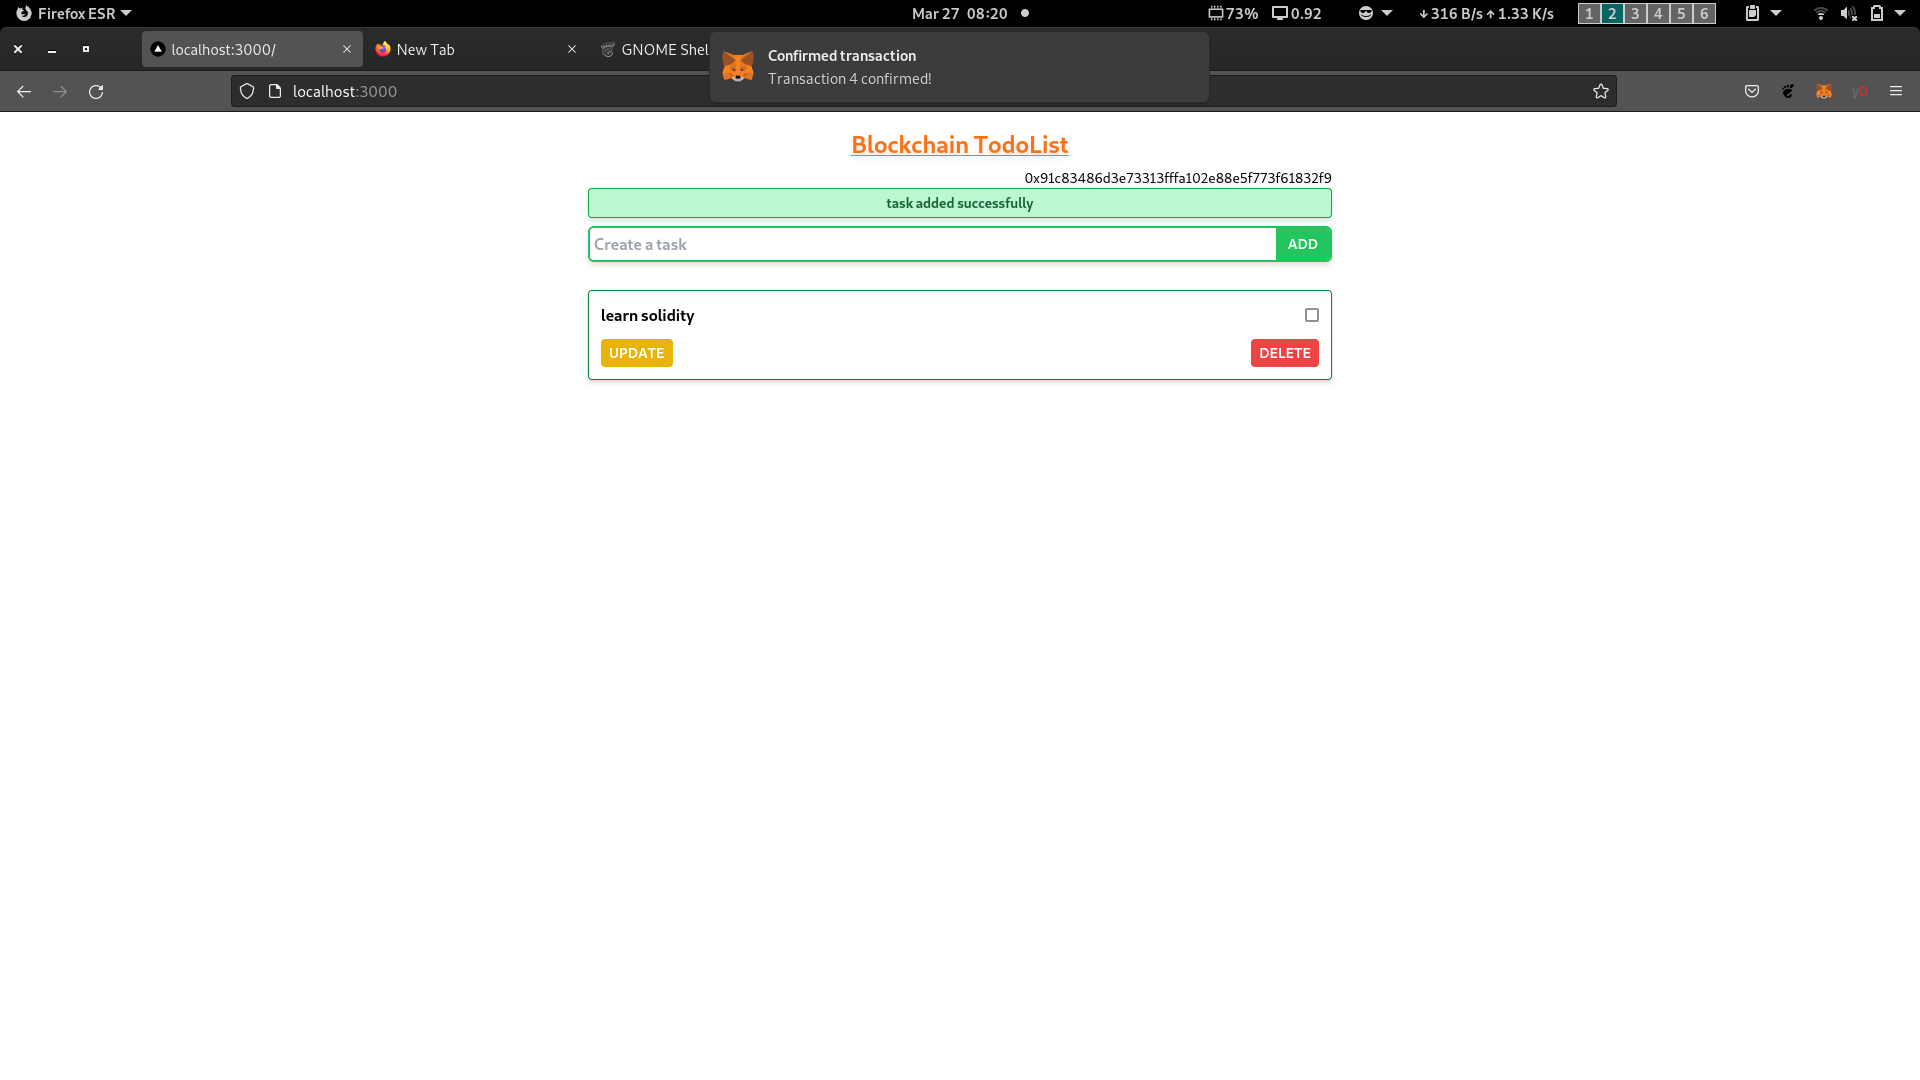 Firefox ESR
Mar 27 08:20
73% 0.92
316 B/s 1.33 K/s
1 2 3 4 5 6
localhost:3000/
New Tab
GNOME Shel
Confirmed transaction
Transaction 4 confirmed!
localhost:3000
yD
Blockchain TodoList
0x91c83486d3e73313fffa102e88e5f773f61832f9
task added successfully
Create a task
ADD
learn solidity
UPDATE
DELETE